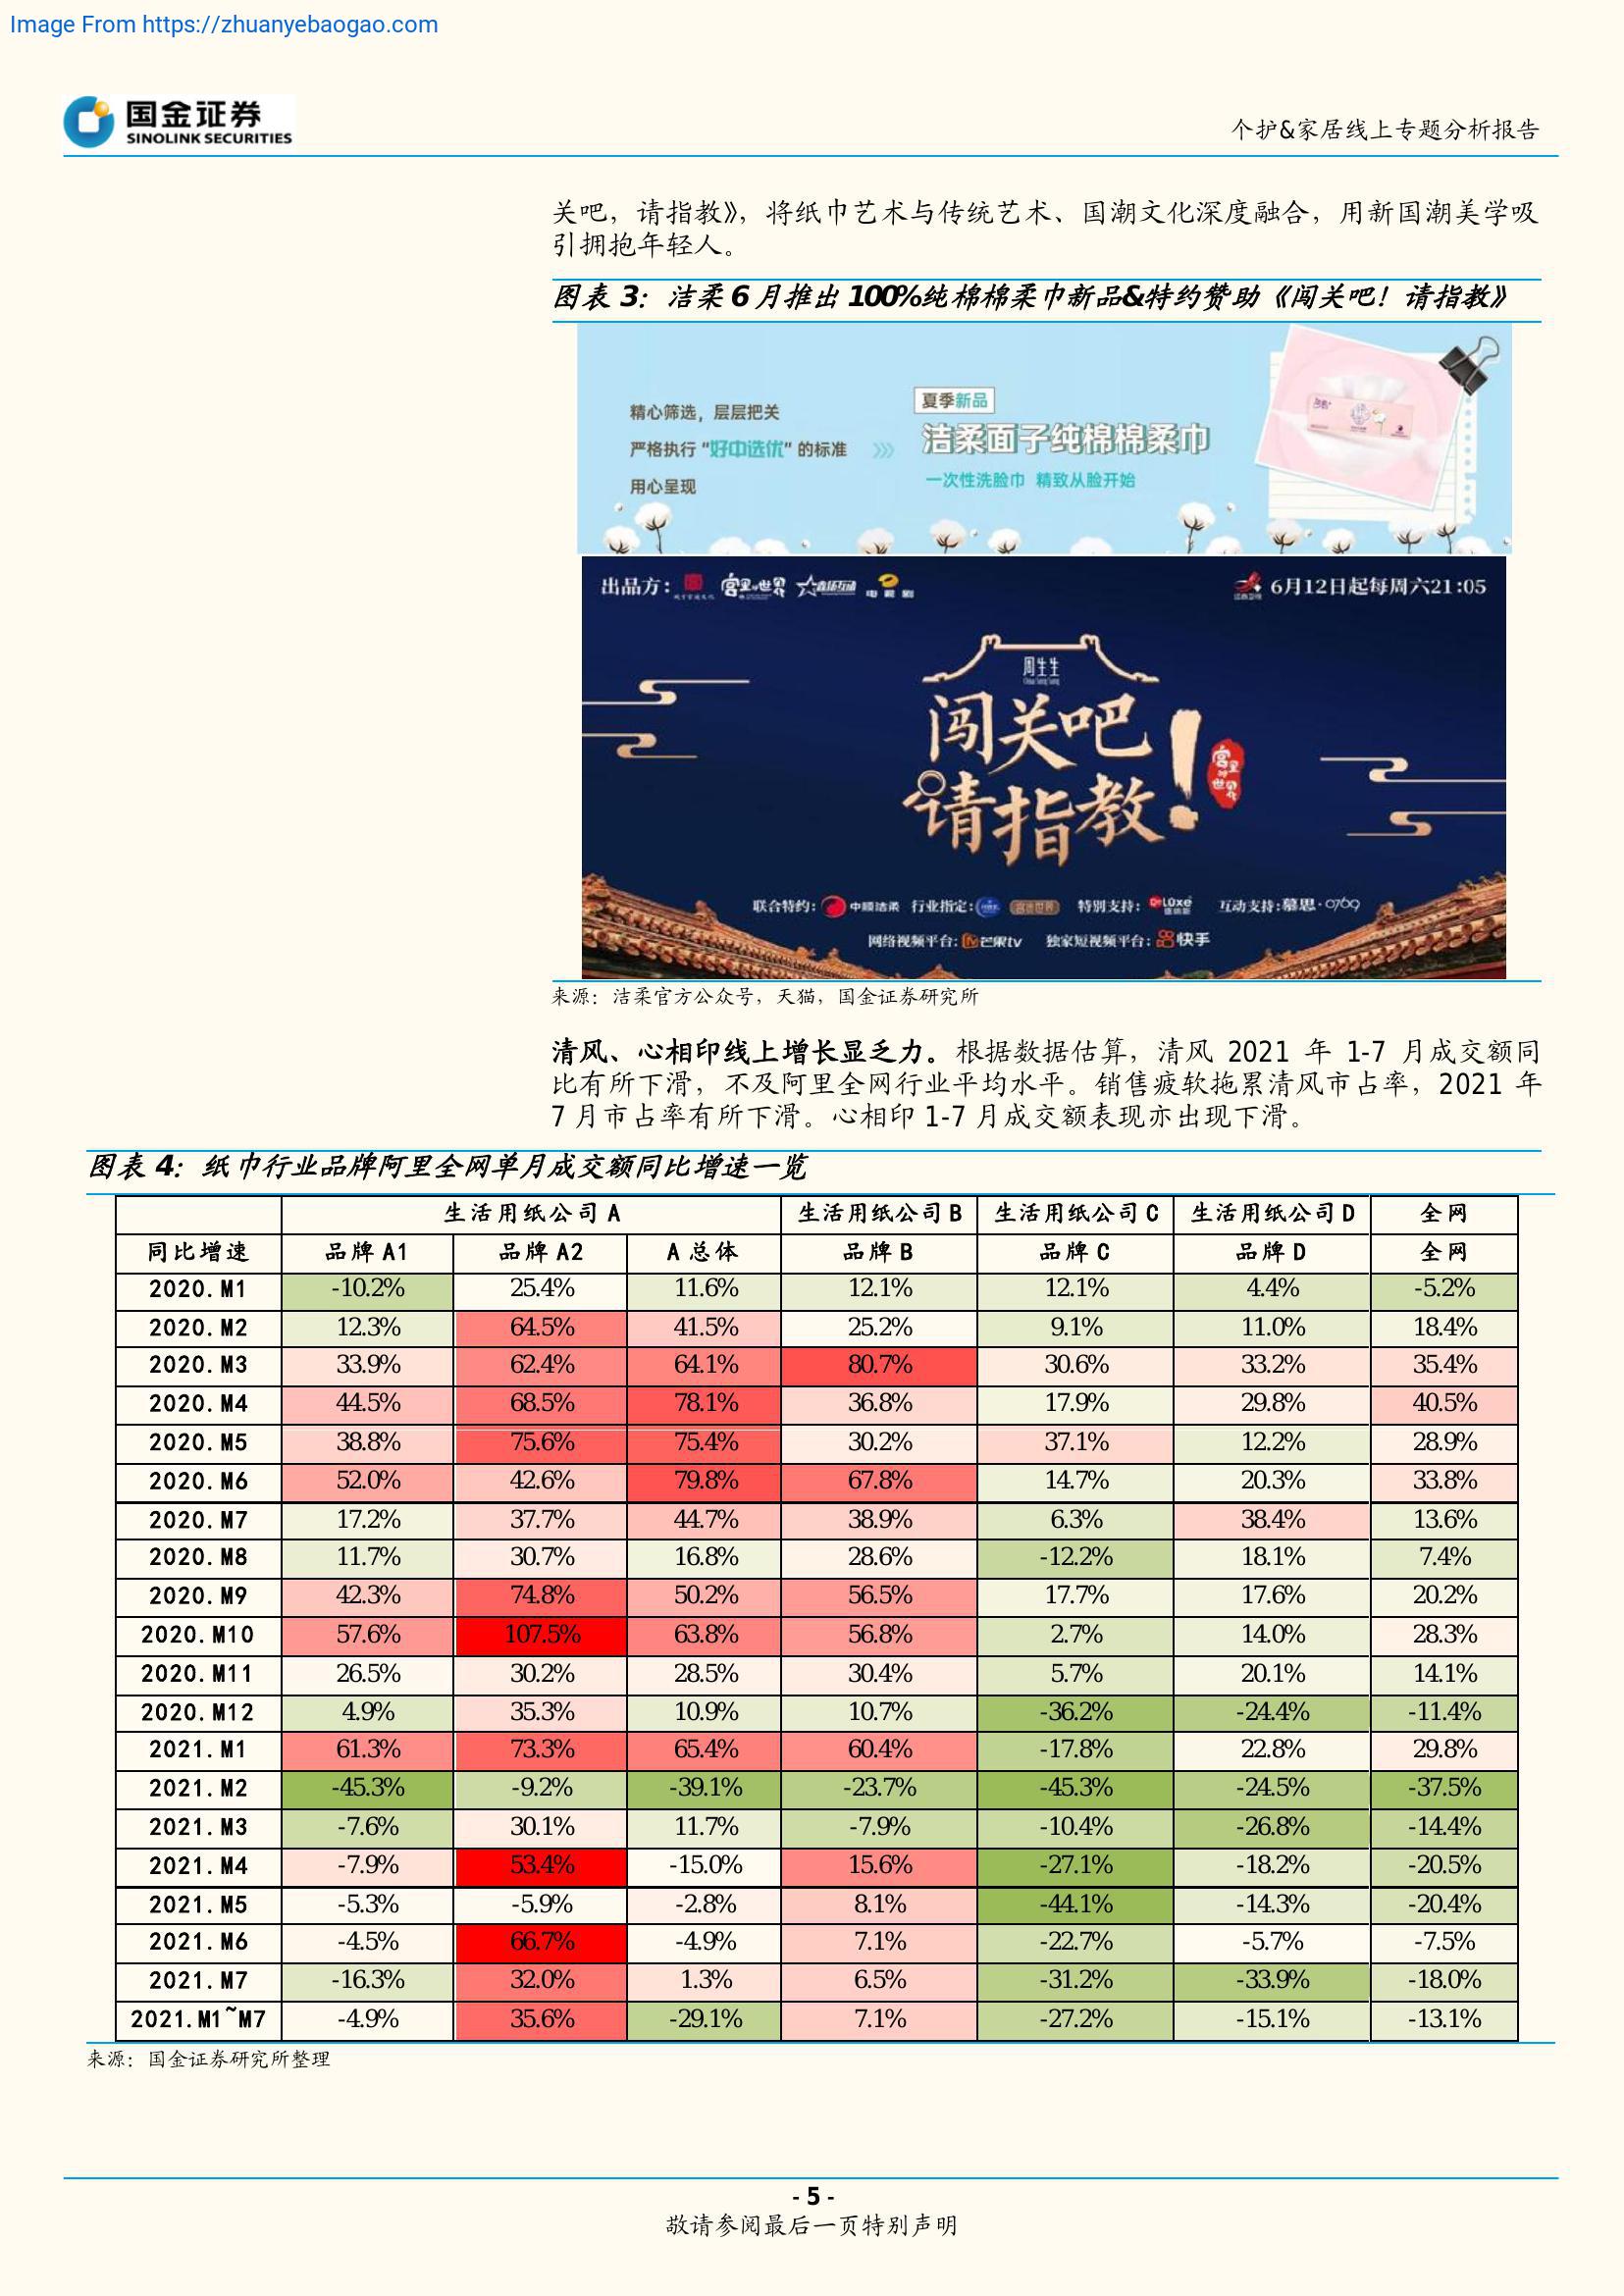 Image From https://zhuanyebaogao.com
国金证券
SINOLINK SECURITIES
个护&家居线上专题分析报告
关吧，请指教》，将纸巾艺术与传统艺术、国潮文化深度融合，用新国潮美学吸
引拥抱年轻人。
图表 3：洁柔 6 月推出 100%纯棉棉柔巾新品&特约赞助《闯关吧！请指教》
精心筛选，层层把关
严格执行 “好中选优” 的标准
用心呈现
夏季新品
洁柔面子纯棉棉柔巾
一次性洗脸巾 精致从脸开始
出品方： 宫里的世界
6月12日起每周六21:05
周生生
闯关吧
请指教！
宫里的世界
联合特约： 中顺洁柔 行业指定： 特别支持： 互动支持：慕思·0769
网络视频平台： 芒果tv 独家短视频平台： 快手
来源：洁柔官方公众号，天猫，国金证券研究所
清风、心相印线上增长显乏力。根据数据估算，清风 2021 年 1-7 月成交额同
比有所下滑，不及阿里全网行业平均水平。销售疲软拖累清风市占率，2021 年
7 月市占率有所下滑。心相印 1-7 月成交额表现亦出现下滑。
图表 4：纸巾行业品牌阿里全网单月成交额同比增速一览
生活用纸公司 A 生活用纸公司 B 生活用纸公司 C 生活用纸公司 D 全网
同比增速 品牌 A1 品牌 A2 A 总体 品牌 B 品牌 C 品牌 D 全网
2020.M1 -10.2% 25.4% 11.6% 12.1% 12.1% 4.4% -5.2%
2020.M2 12.3% 64.5% 41.5% 25.2% 9.1% 11.0% 18.4%
2020.M3 33.9% 62.4% 64.1% 80.7% 30.6% 33.2% 35.4%
2020.M4 44.5% 68.5% 78.1% 36.8% 17.9% 29.8% 40.5%
2020.M5 38.8% 75.6% 75.4% 30.2% 37.1% 12.2% 28.9%
2020.M6 52.0% 42.6% 79.8% 67.8% 14.7% 20.3% 33.8%
2020.M7 17.2% 37.7% 44.7% 38.9% 6.3% 38.4% 13.6%
2020.M8 11.7% 30.7% 16.8% 28.6% -12.2% 18.1% 7.4%
2020.M9 42.3% 74.8% 50.2% 56.5% 17.7% 17.6% 20.2%
2020.M10 57.6% 107.5% 63.8% 56.8% 2.7% 14.0% 28.3%
2020.M11 26.5% 30.2% 28.5% 30.4% 5.7% 20.1% 14.1%
2020.M12 4.9% 35.3% 10.9% 10.7% -36.2% -24.4% -11.4%
2021.M1 61.3% 73.3% 65.4% 60.4% -17.8% 22.8% 29.8%
2021.M2 -45.3% -9.2% -39.1% -23.7% -45.3% -24.5% -37.5%
2021.M3 -7.6% 30.1% 11.7% -7.9% -10.4% -26.8% -14.4%
2021.M4 -7.9% 53.4% -15.0% 15.6% -27.1% -18.2% -20.5%
2021.M5 -5.3% -5.9% -2.8% 8.1% -44.1% -14.3% -20.4%
2021.M6 -4.5% 66.7% -4.9% 7.1% -22.7% -5.7% -7.5%
2021.M7 -16.3% 32.0% 1.3% 6.5% -31.2% -33.9% -18.0%
2021.M1~M7 -4.9% 35.6% -29.1% 7.1% -27.2% -15.1% -13.1%
来源：国金证券研究所整理
- 5 -
敬请参阅最后一页特别声明